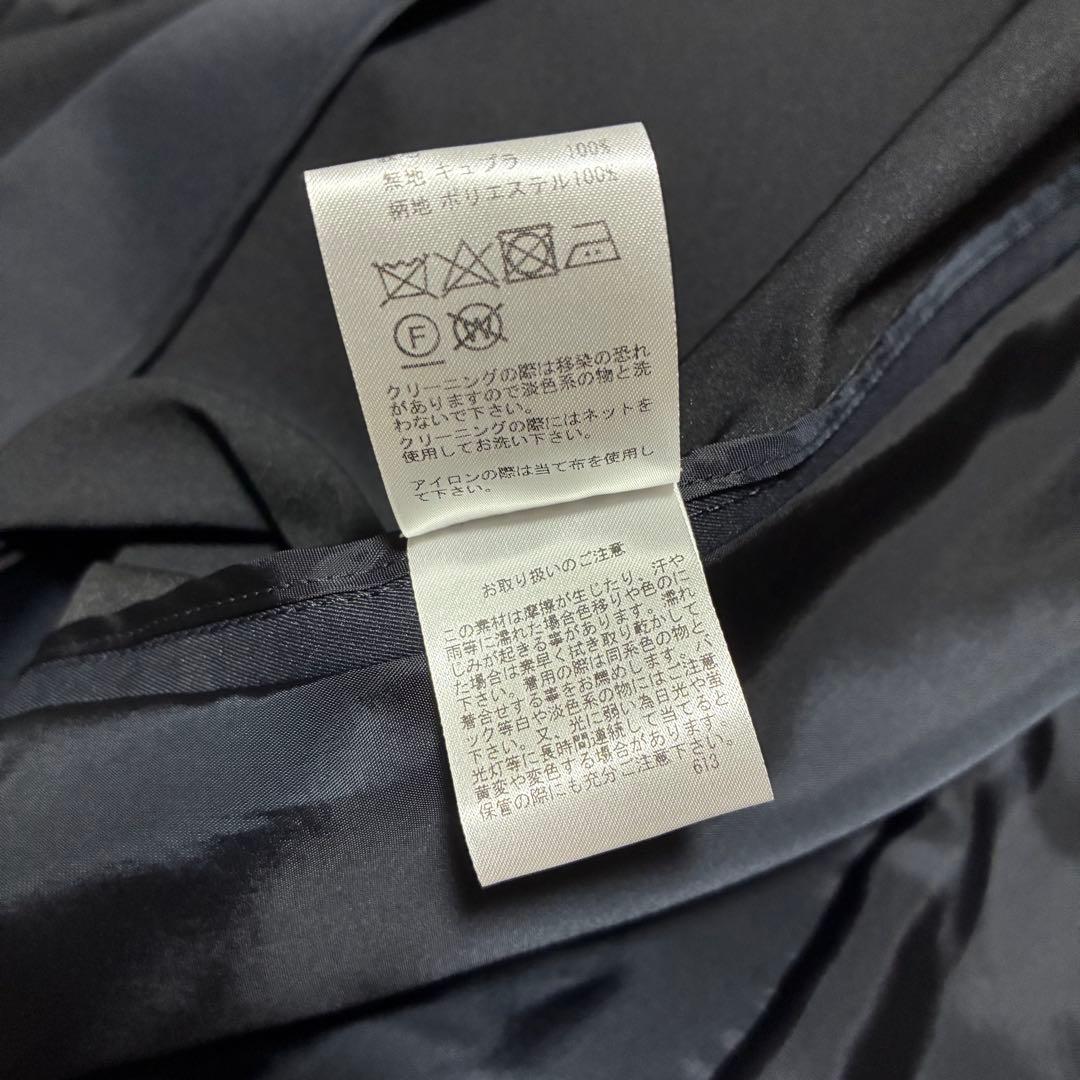 100%
無地 キュプラ
柄地 ポリエステル100%
F
W
クリーニングの際は移染の恐れ
がありますので淡色系の物と洗
わないで下さい。
クリーニングの際にはネットを
使用してお洗い下さい。
アイロンの際は当て布を使用し
て下さい。
お取り扱いのご注意
この素材は摩擦が生じたり、汗や
雨等に濡れた場合色移りや色のに
じみが起きる事があります。濡れ
た場合は素早く拭き取り乾かして
下さい。着用の際は同系色の物と
着合せする事をお薦めします。
ック等白や淡色系の物にはご注意
下さい。又、光に弱い為日光や蛍
光灯等に長時間連続して当てると
黄変や変色する場合があります。
保管の際にも充分ご注意下さい。
613